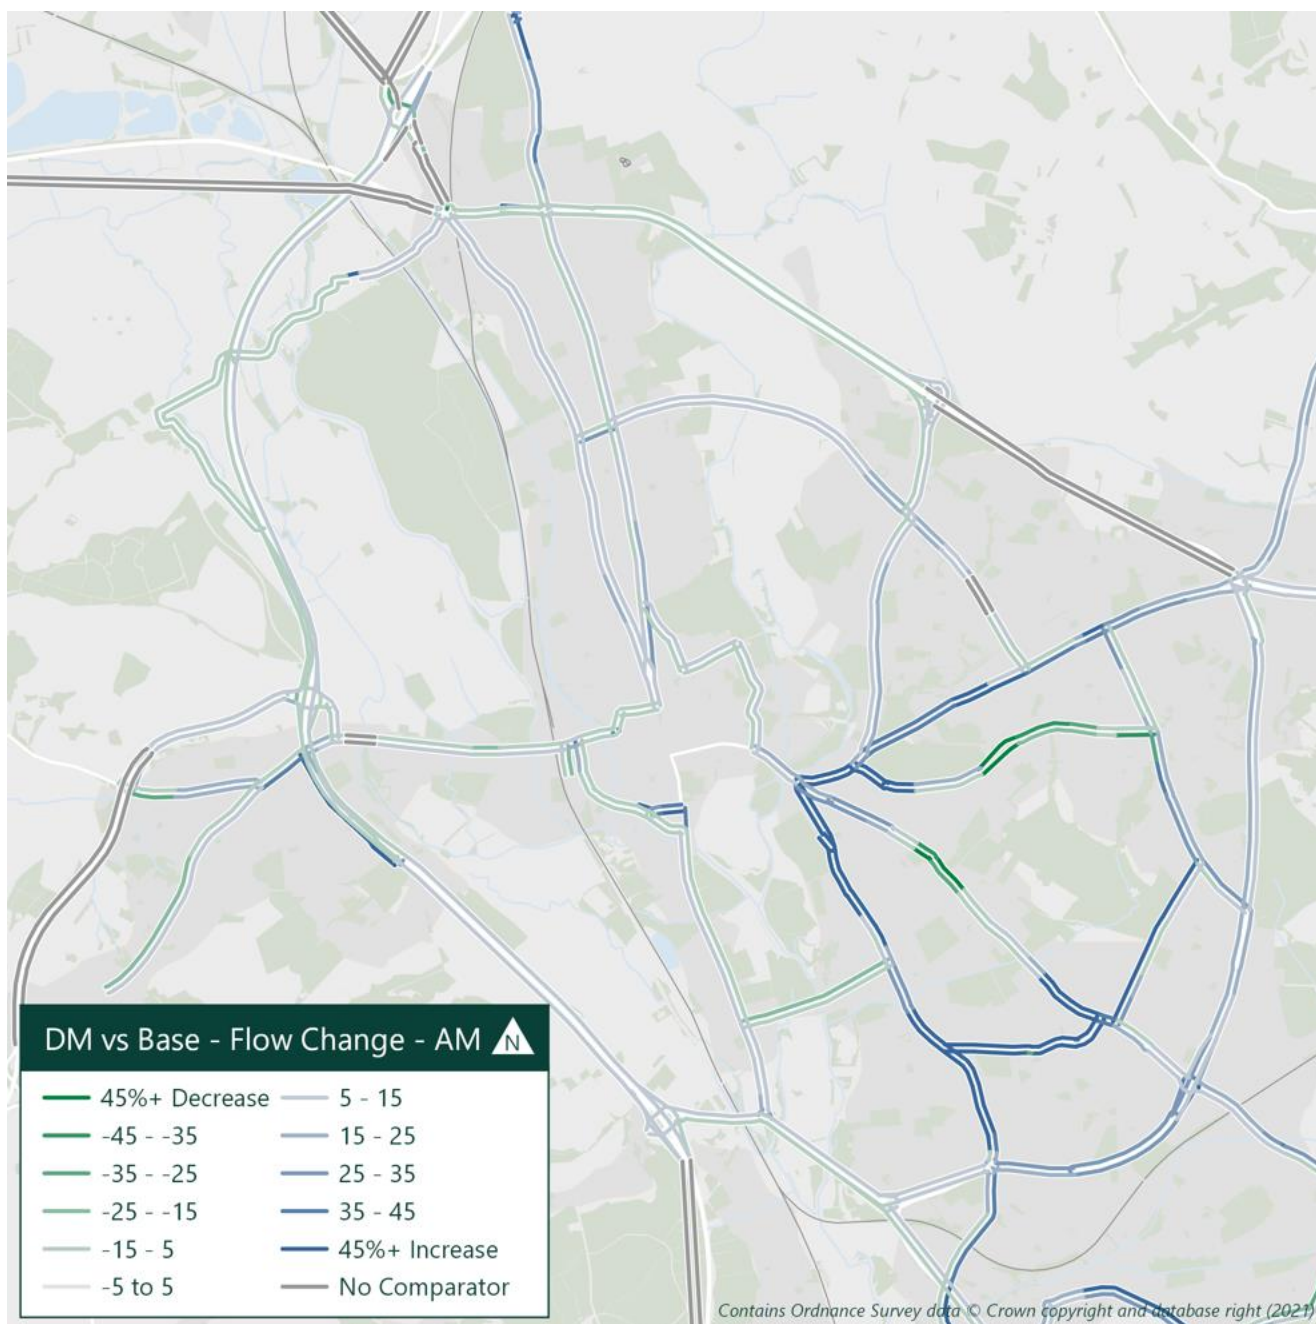 DM vs Base - Flow Change - AM N
45%+ Decrease
-45 - -35
-35 - -25
-25 - -15
-15 - 5
-5 to 5
5 - 15
15 - 25
25 - 35
35 - 45
45%+ Increase
No Comparator
Contains Ordnance Survey data © Crown copyright and database right (2021)